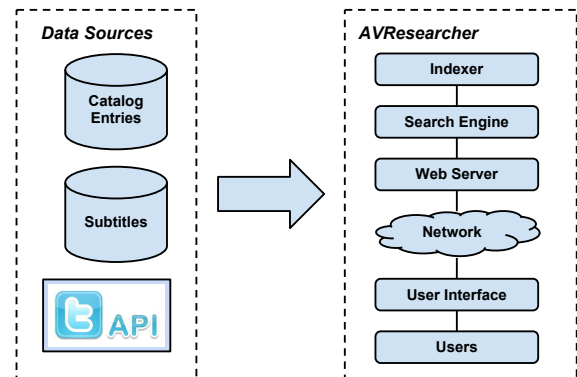 Data Sources
Catalog
Entries
Subtitles
t API
AVResearcher
Indexer
Search Engine
Web Server
Network
User Interface
Users